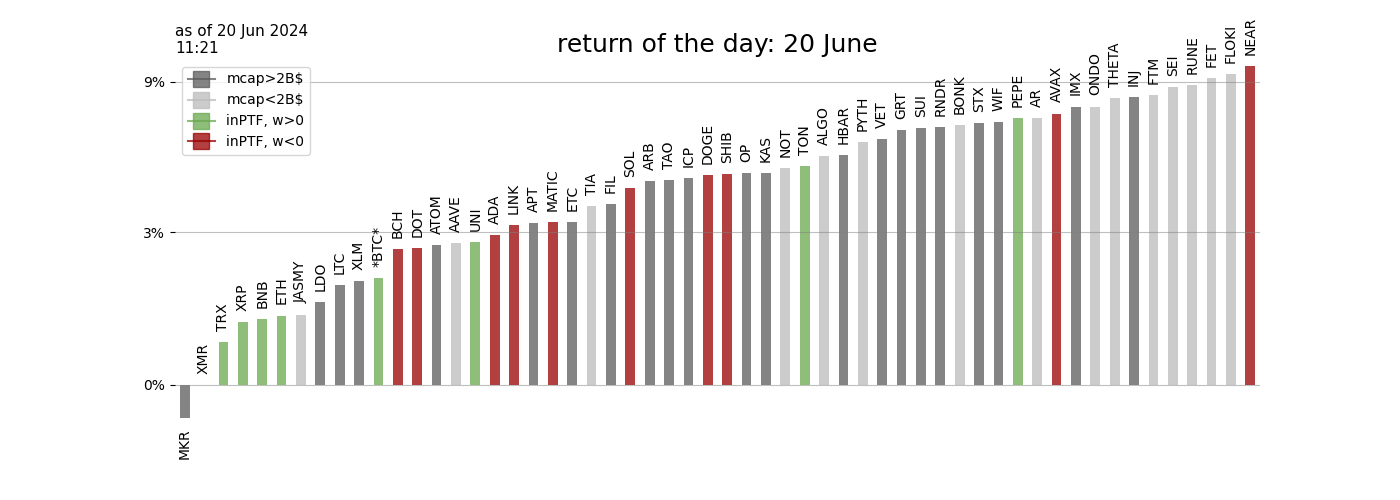 as of 20 Jun 2024
11:21
return of the day: 20 June
mcap>2B$
mcap<2B$
inPTF, w>0
inPTF, w<0
9%
3%
0%
MKR
XMR
TRX
XRP
BNB
ETH
JASMY
LDO
LTC
XLM
*BTC*
BCH
DOT
ATOM
AAVE
UNI
ADA
LINK
APT
MATIC
ETC
TIA
FIL
SOL
ARB
TAO
ICP
DOGE
SHIB
OP
KAS
NOT
TON
ALGO
HBAR
PYTH
VET
GRT
SUI
RNDR
BONK
STX
WIF
PEPE
AR
AVAX
IMX
ONDO
THETA
INJ
FTM
SEI
RUNE
FET
FLOKI
NEAR